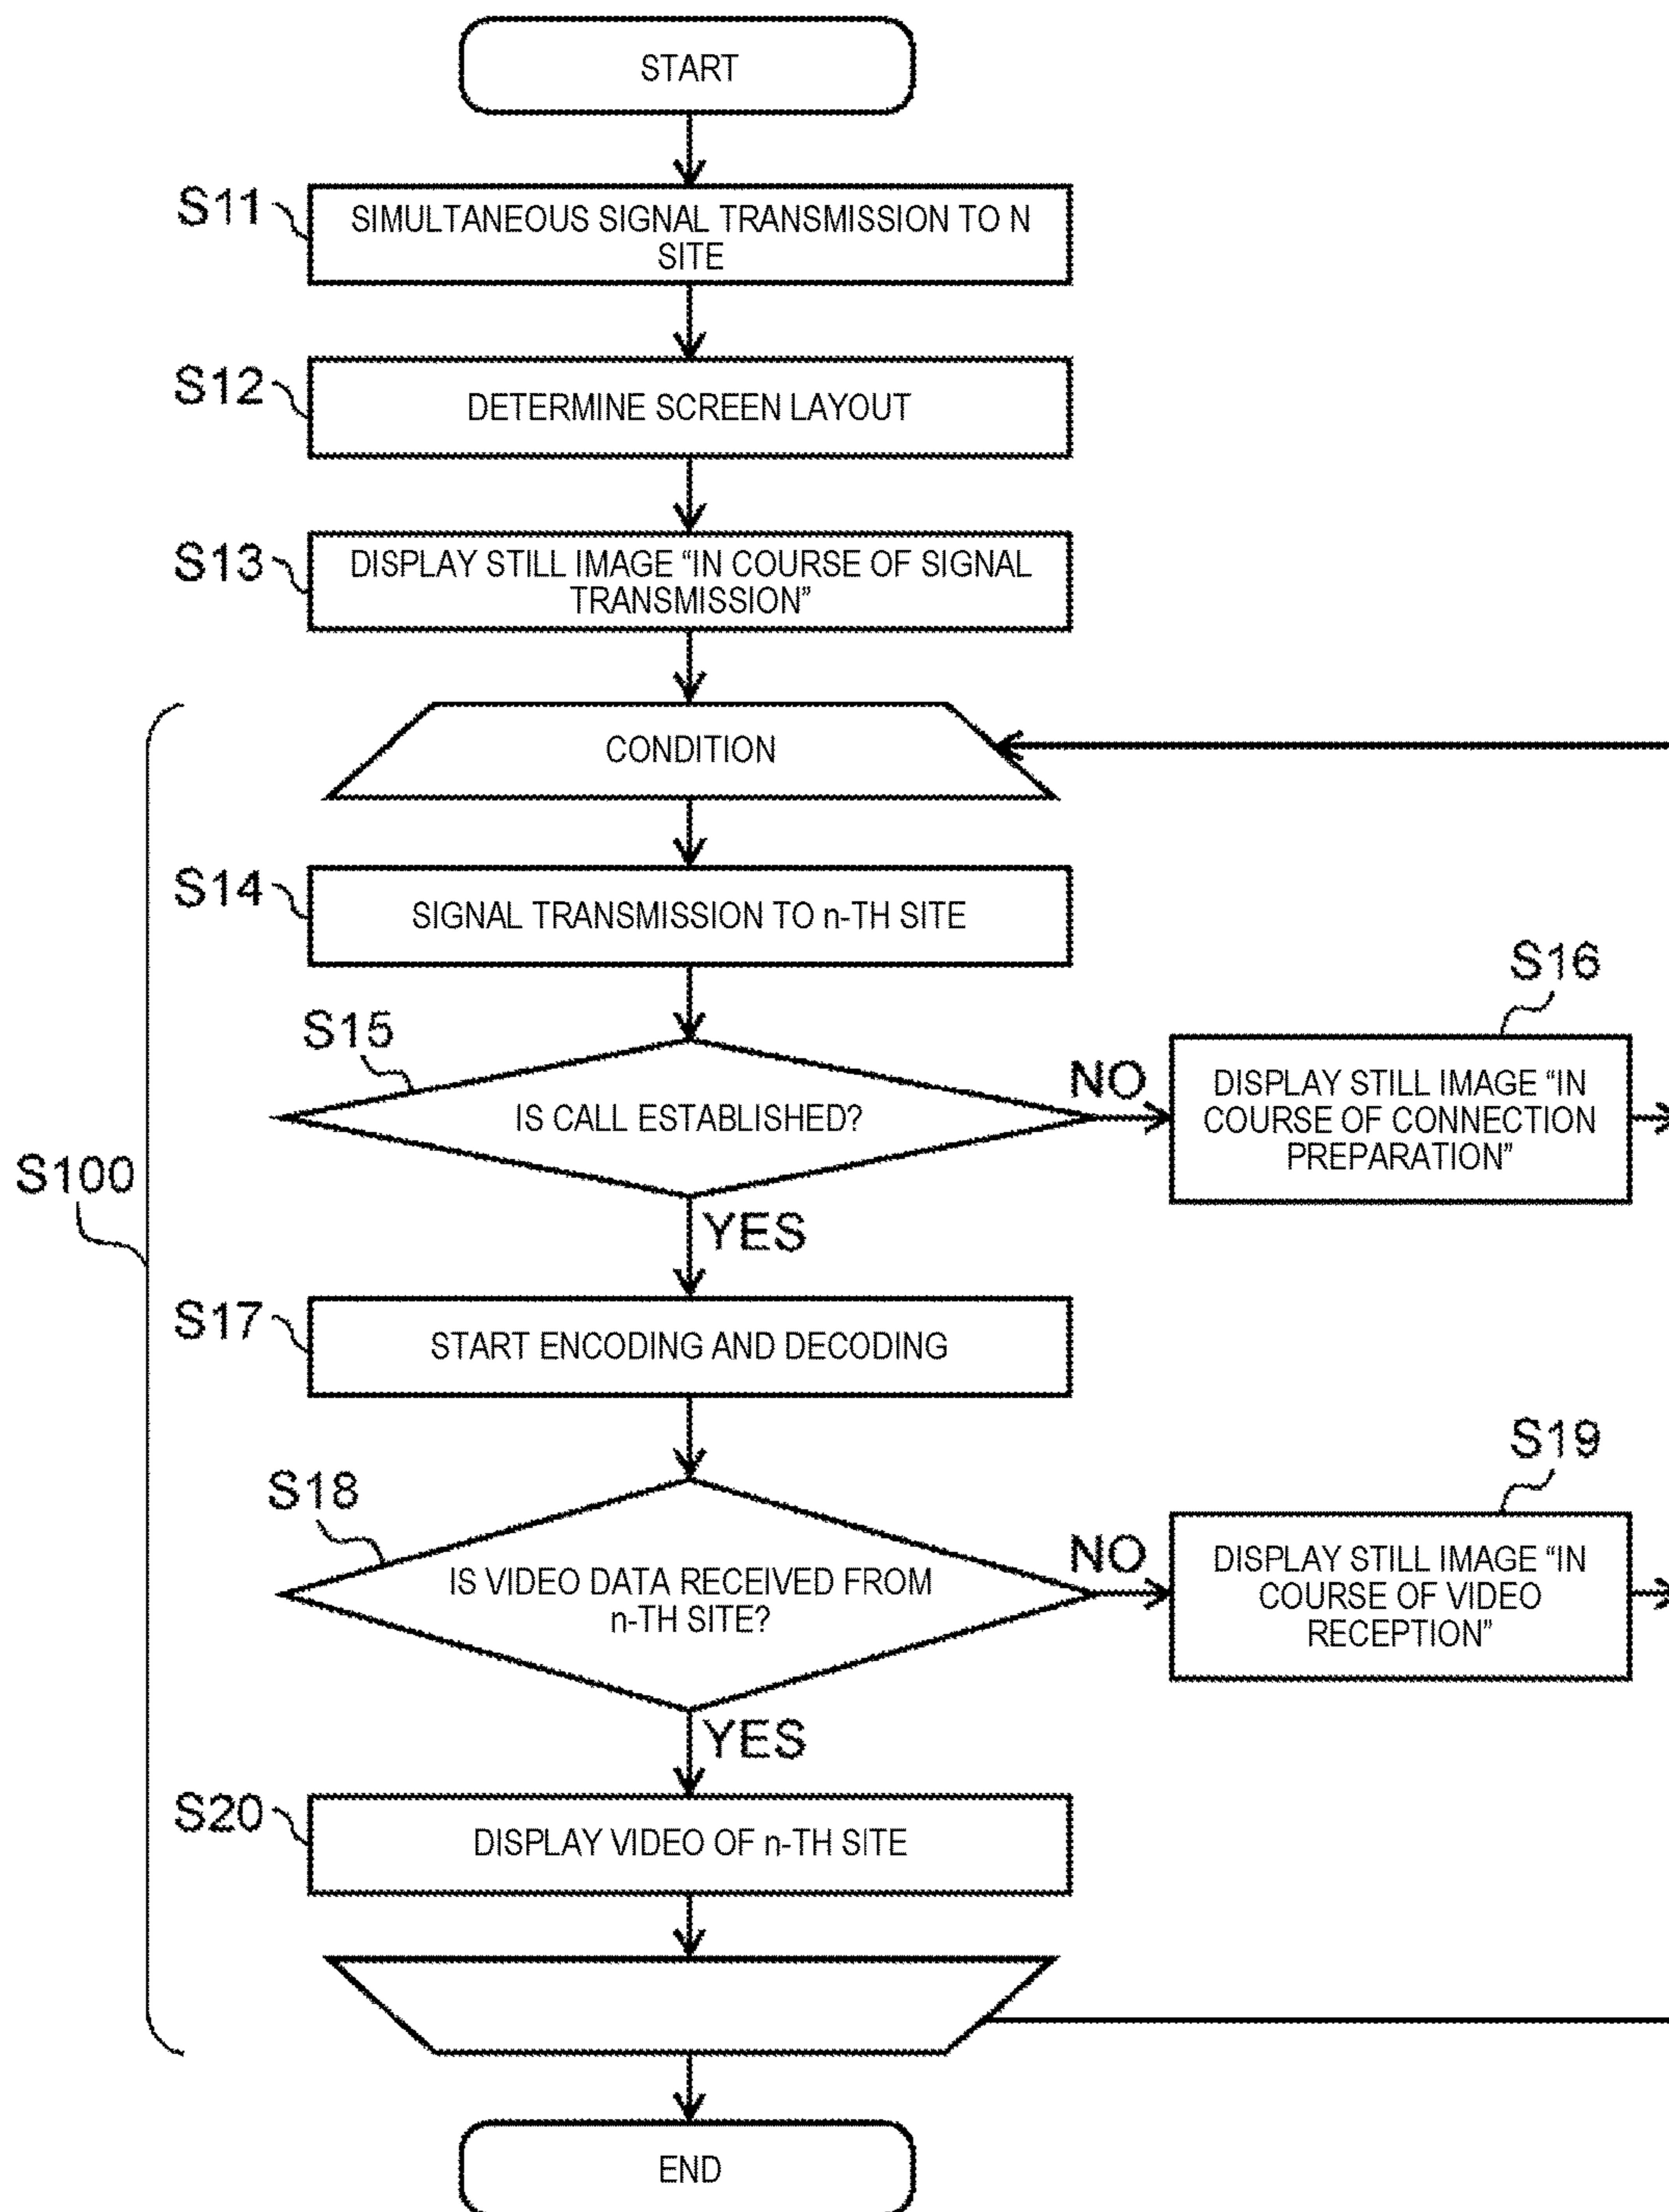 START
S11
SIMULTANEOUS SIGNAL TRANSMISSION TO N
SITE
S12
DETERMINE SCREEN LAYOUT
S13
DISPLAY STILL IMAGE “IN COURSE OF SIGNAL
TRANSMISSION”
CONDITION
S14
SIGNAL TRANSMISSION TO n-TH SITE
S15
IS CALL ESTABLISHED?
NO
S16
DISPLAY STILL IMAGE “IN
COURSE OF CONNECTION
PREPARATION”
S100
YES
S17
START ENCODING AND DECODING
S18
IS VIDEO DATA RECEIVED FROM
n-TH SITE?
NO
S19
DISPLAY STILL IMAGE “IN
COURSE OF VIDEO
RECEPTION”
YES
S20
DISPLAY VIDEO OF n-TH SITE
END